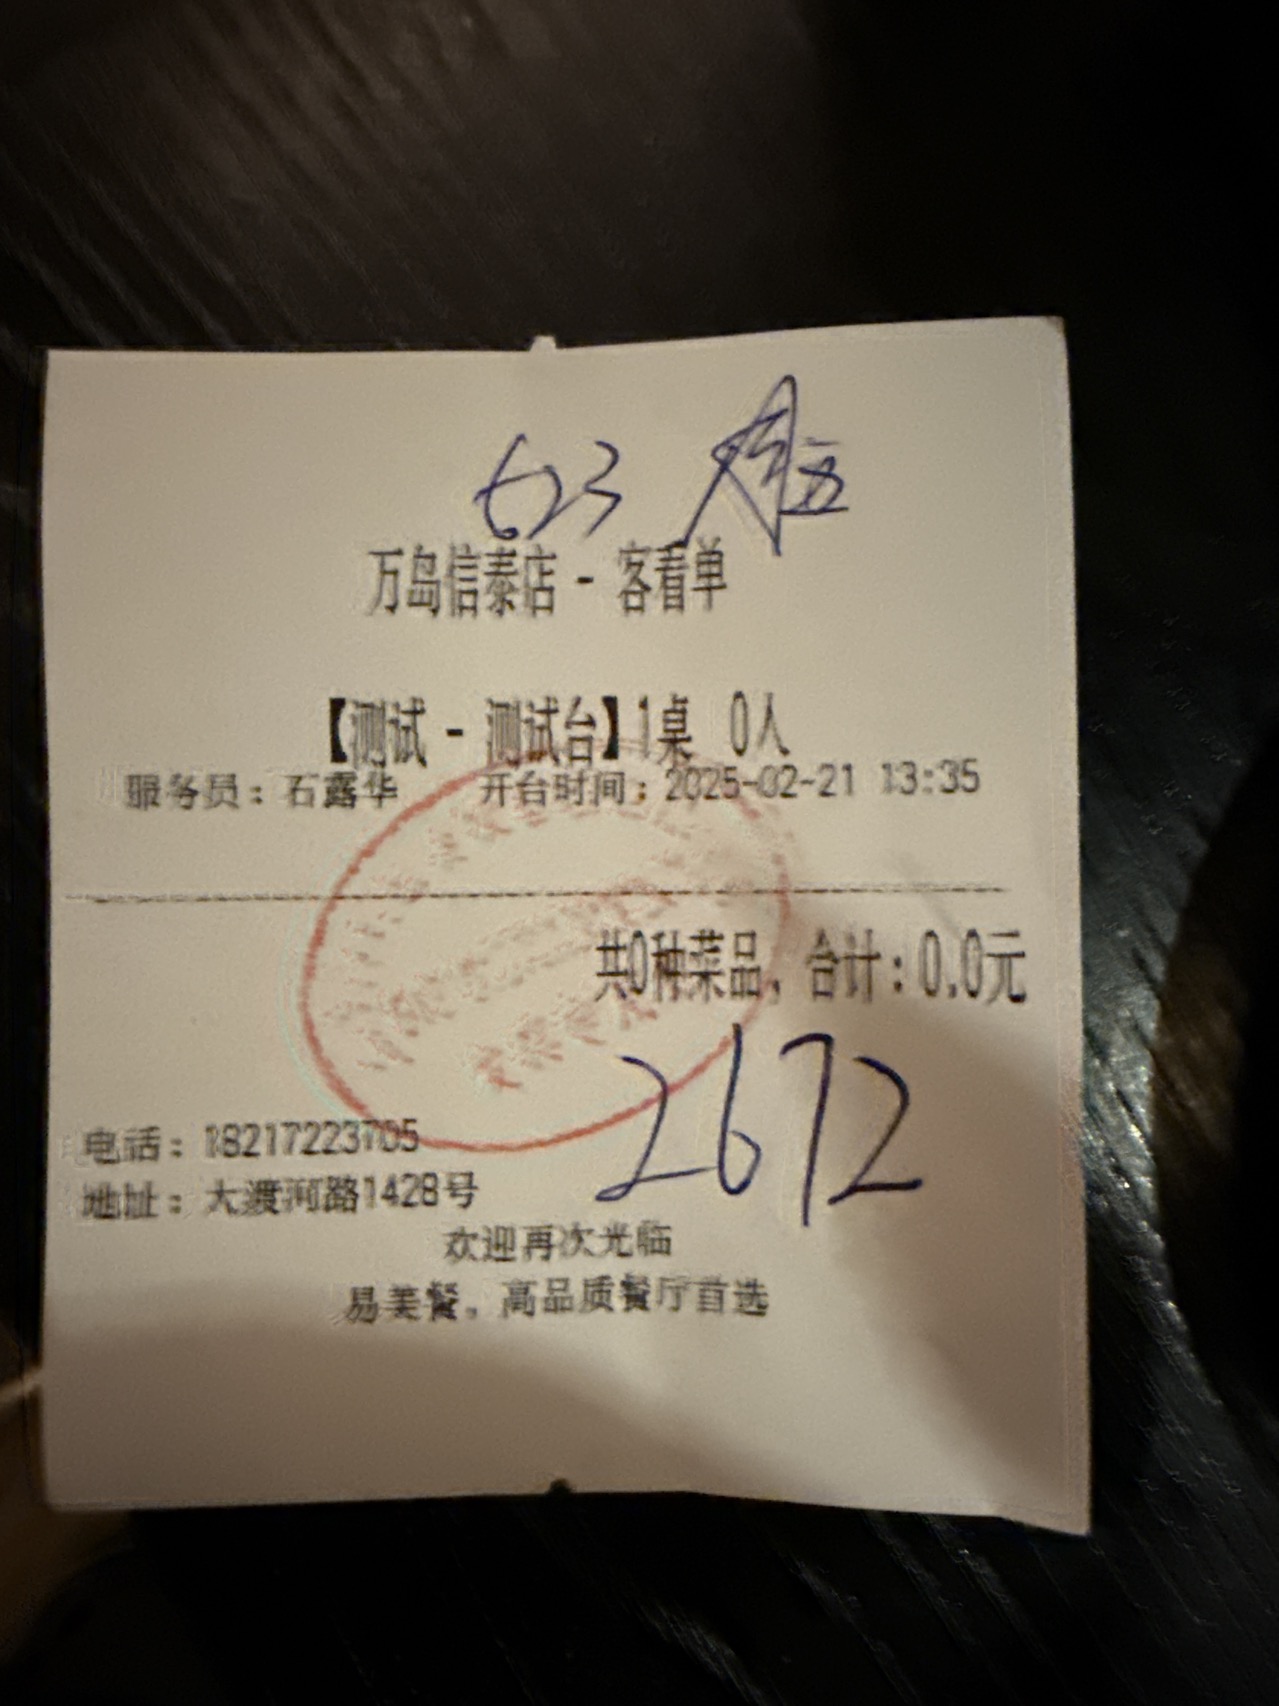 623
万岛信泰店 - 客看单
【测试 - 测试台】1桌 0人
服务员：石露华 开台时间：2025-02-21 13:35
共0种菜品，合计：0.0元
2672
电话：18217223705
地址：大渡河路1428号
欢迎再次光临
易美餐，高品质餐厅首选